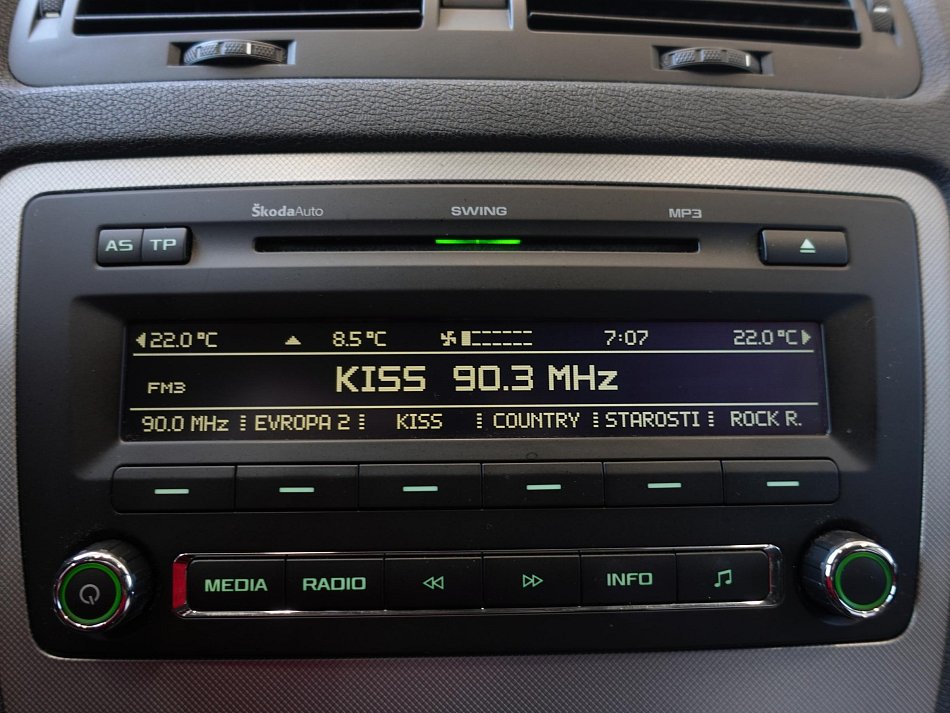 ŠkodaAuto SWING MP3
AS TP
22.0 °C 8.5 °C 7:07 22.0 °C
FM3 KISS 90.3 MHz
90.0 MHz EVROPA 2 KISS COUNTRY STAROSTI ROCK R.
MEDIA RADIO INFO